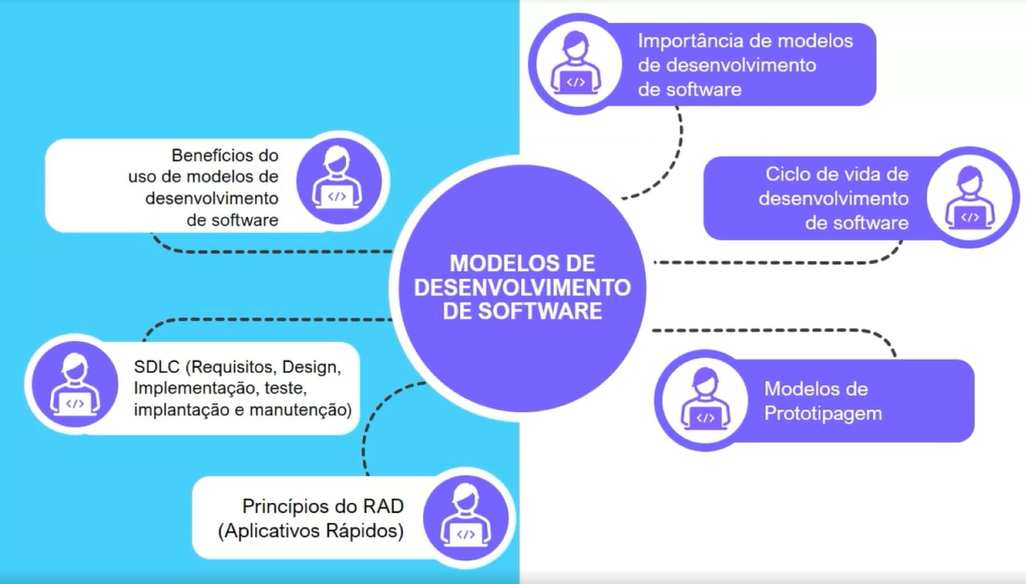 Importância de modelos
de desenvolvimento
de software
Benefícios do
uso de modelos de
desenvolvimento
de software
Ciclo de vida de
desenvolvimento
de software
MODELOS DE
DESENVOLVIMENTO
DE SOFTWARE
SDLC (Requisitos, Design,
Implementação, teste,
implantação e manutenção)
Modelos de
Prototipagem
Princípios do RAD
(Aplicativos Rápidos)